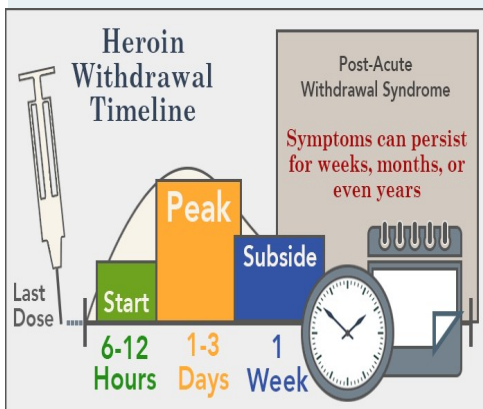 Heroin
Withdrawal
Timeline
Post-Acute
Withdrawal Syndrome
Symptoms can persist
for weeks, months, or
even years
Last
Dose
Start
Peak
Subside
6-12
Hours
1-3
Days
1
Week